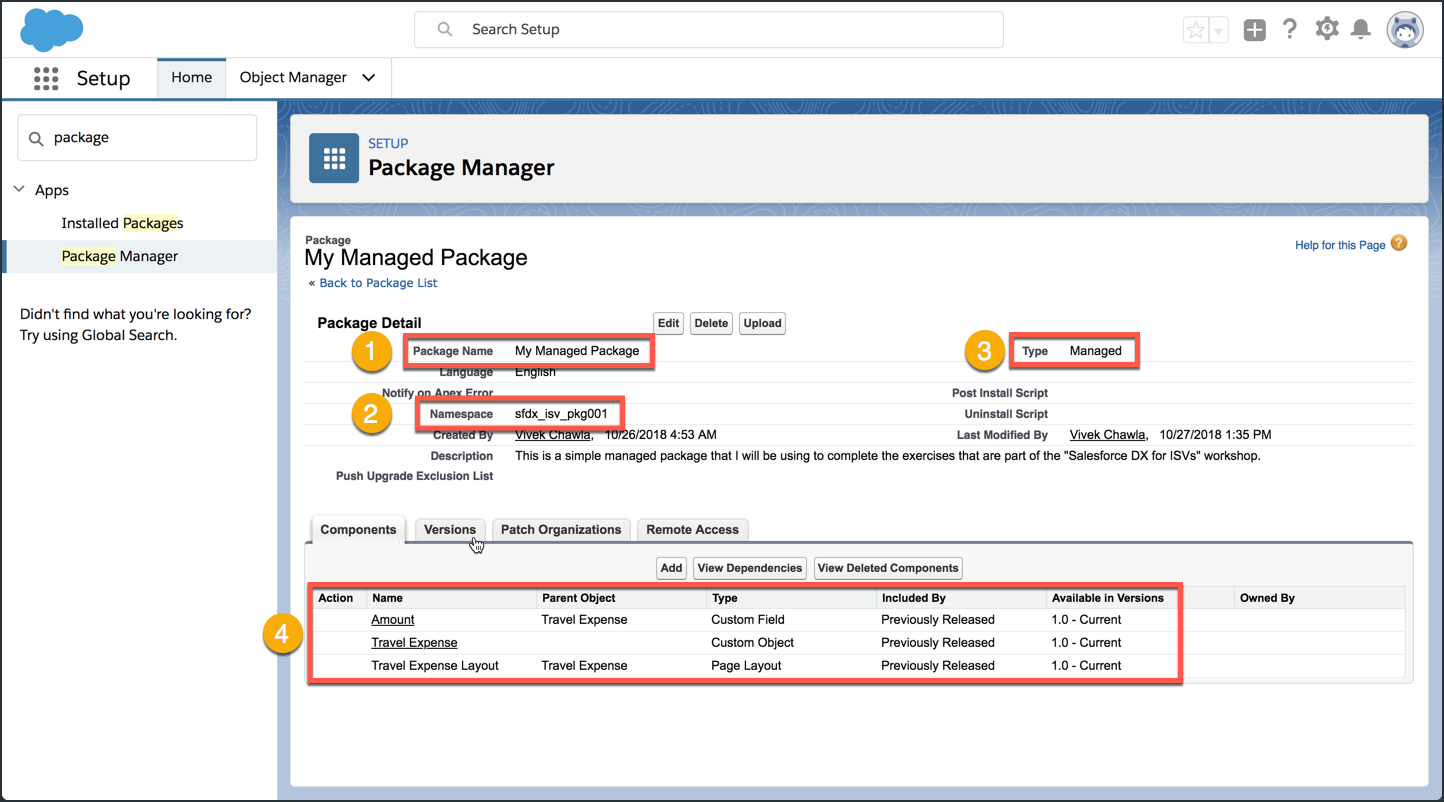 Search Setup
Setup
Home
Object Manager
package
Apps
Installed Packages
Package Manager
Didn't find what you're looking for?
Try using Global Search.
SETUP
Package Manager
Package
My Managed Package
« Back to Package List
Help for this Page ?
Package Detail
Edit Delete Upload
1 Package Name My Managed Package
3 Type Managed
Language English
Notify on Apex Error
Post Install Script
2 Namespace sfdx_isv_pkg001
Uninstall Script
Created By Vivek Chawla, 10/26/2018 4:53 AM
Last Modified By Vivek Chawla, 10/27/2018 1:35 PM
Description This is a simple managed package that I will be using to complete the exercises that are part of the "Salesforce DX for ISVs" workshop.
Push Upgrade Exclusion List
Components Versions Patch Organizations Remote Access
Add View Dependencies View Deleted Components
4
Action Name Parent Object Type Included By Available in Versions Owned By
Amount Travel Expense Custom Field Previously Released 1.0 - Current
Travel Expense Custom Object Previously Released 1.0 - Current
Travel Expense Layout Travel Expense Page Layout Previously Released 1.0 - Current